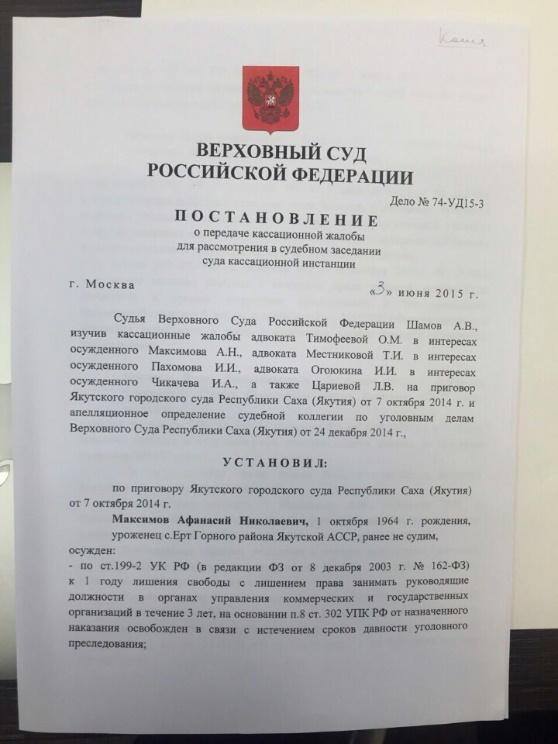 Копия
ВЕРХОВНЫЙ СУД
РОССИЙСКОЙ ФЕДЕРАЦИИ
Дело № 74-УД15-3
ПОСТАНОВЛЕНИЕ
о передаче кассационной жалобы
для рассмотрения в судебном заседании
суда кассационной инстанции
г. Москва «3» июня 2015 г.
Судья Верховного Суда Российской Федерации Шамов А.В.,
изучив кассационные жалобы адвоката Тимофеевой О.М. в интересах
осужденного Максимова А.Н., адвоката Местниковой Т.И. в интересах
осужденного Пахомова И.И., адвоката Огоюкина И.И. в интересах
осужденного Чикачева И.А., а также Цариевой Л.В. на приговор
Якутского городского суда Республики Саха (Якутия) от 7 октября 2014 г. и
апелляционное определение судебной коллегии по уголовным делам
Верховного Суда Республики Саха (Якутия) от 24 декабря 2014 г.,
УСТАНОВИЛ:
по приговору Якутского городского суда Республики Саха (Якутия)
от 7 октября 2014 г.
Максимов Афанасий Николаевич, 1 октября 1964 г. рождения,
уроженец с.Ерт Горного района Якутской АССР, ранее не судим,
осужден:
- по ст.199-2 УК РФ (в редакции ФЗ от 8 декабря 2003 г. № 162-ФЗ)
к 1 году лишения свободы с лишением права занимать руководящие
должности в органах управления коммерческих и государственных
организаций в течение 3 лет, на основании п.8 ст. 302 УПК РФ от назначенного
наказания освобожден в связи с истечением сроков давности уголовного
преследования;